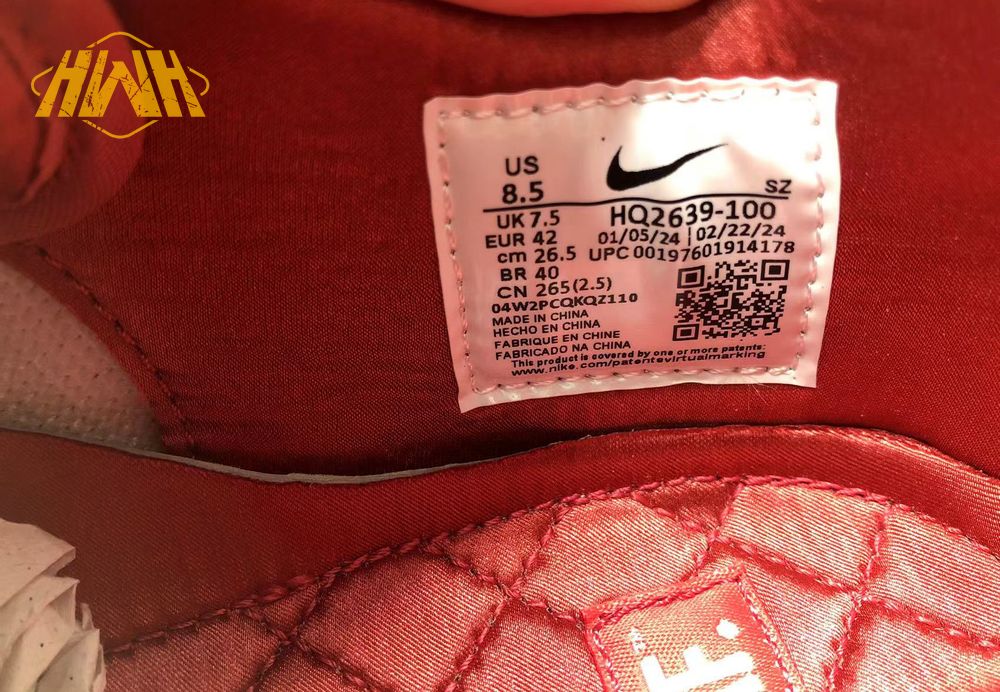 HWH
US
8.5
SZ
UK 7.5
HQ2639-100
EUR 42
01/05/24 | 02/22/24
cm 26.5
UPC 00197601914178
BR 40
CN 265(2.5)
04W2PCQKQZ110
MADE IN CHINA
HECHO EN CHINA
FABRIQUE EN CHINE
FABRICADO NA CHINA
This product is covered by one or more patents:
www.nike.com/patentsvirtualmarking
F.